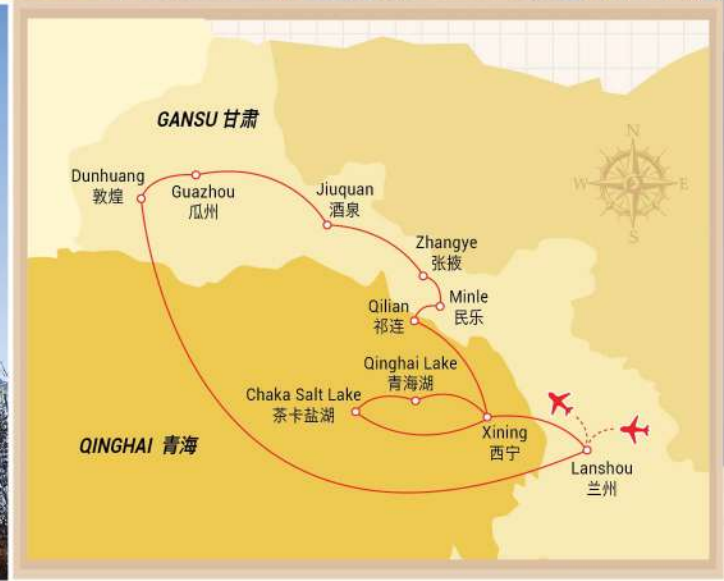 GANSU 甘肃
N
W
E
S
Dunhuang
敦煌
Guazhou
瓜州
Jiuquan
酒泉
Zhangye
张掖
Minle
民乐
Qilian
祁连
Qinghai Lake
青海湖
Chaka Salt Lake
茶卡盐湖
Xining
西宁
QINGHAI 青海
Lanshou
兰州